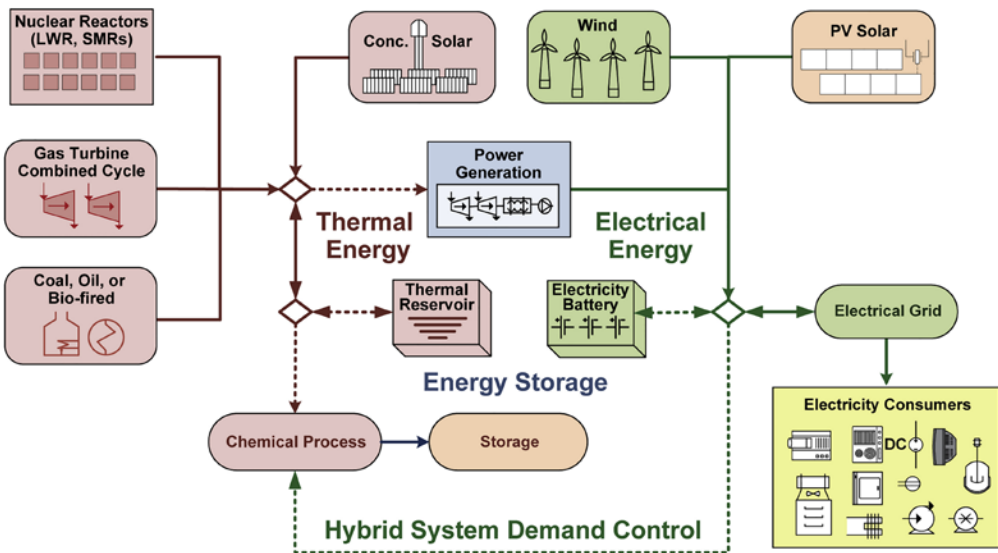 Nuclear Reactors
(LWR, SMRs)
Conc. Solar
Wind
PV Solar
Gas Turbine
Combined Cycle
Power
Generation
Thermal
Energy
Electrical
Energy
Coal, Oil, or
Bio-fired
Thermal
Reservoir
Electricity
Battery
Electrical Grid
Energy Storage
Chemical Process
Storage
Electricity Consumers
DC
Hybrid System Demand Control